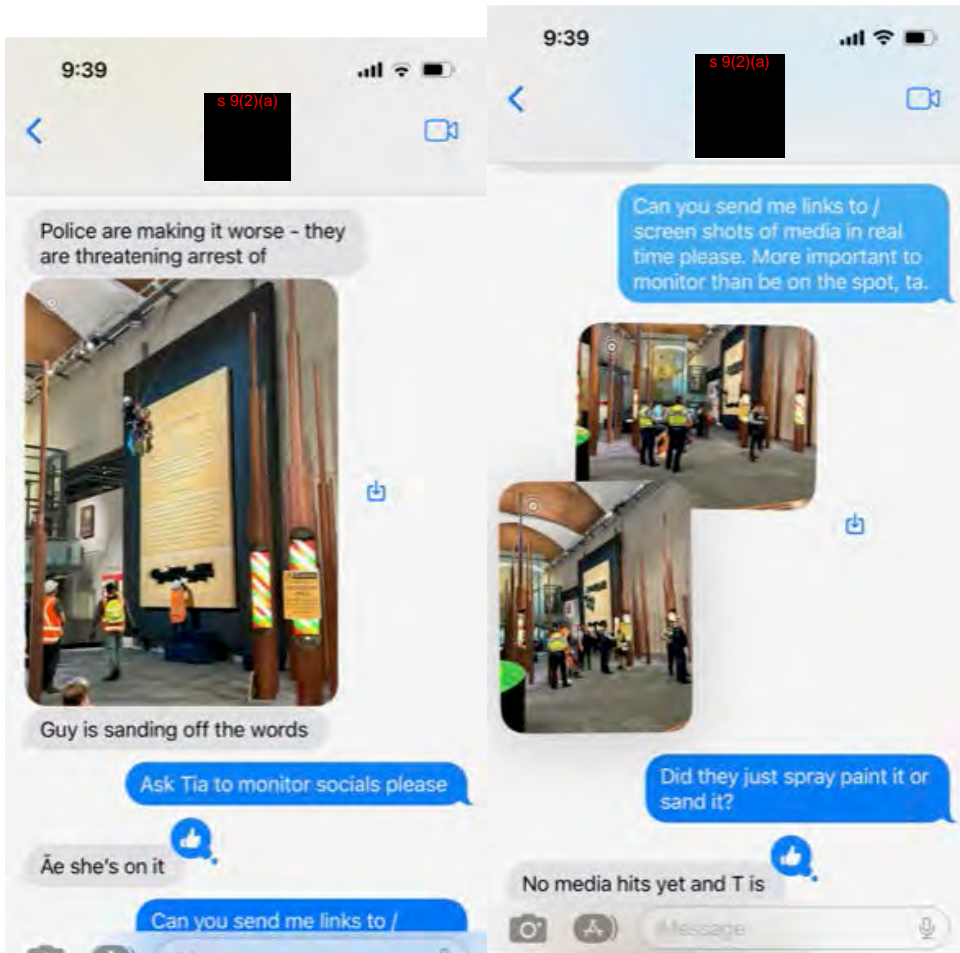 9:39
s 9(2)(a)
Police are making it worse - they
are threatening arrest of
Guy is sanding off the words
Ask Tia to monitor socials please
Āe she's on it
Can you send me links to /
9:39
s 9(2)(a)
Can you send me links to /
screen shots of media in real
time please. More important to
monitor than be on the spot, ta.
Did they just spray paint it or
sand it?
No media hits yet and T is
iMessage